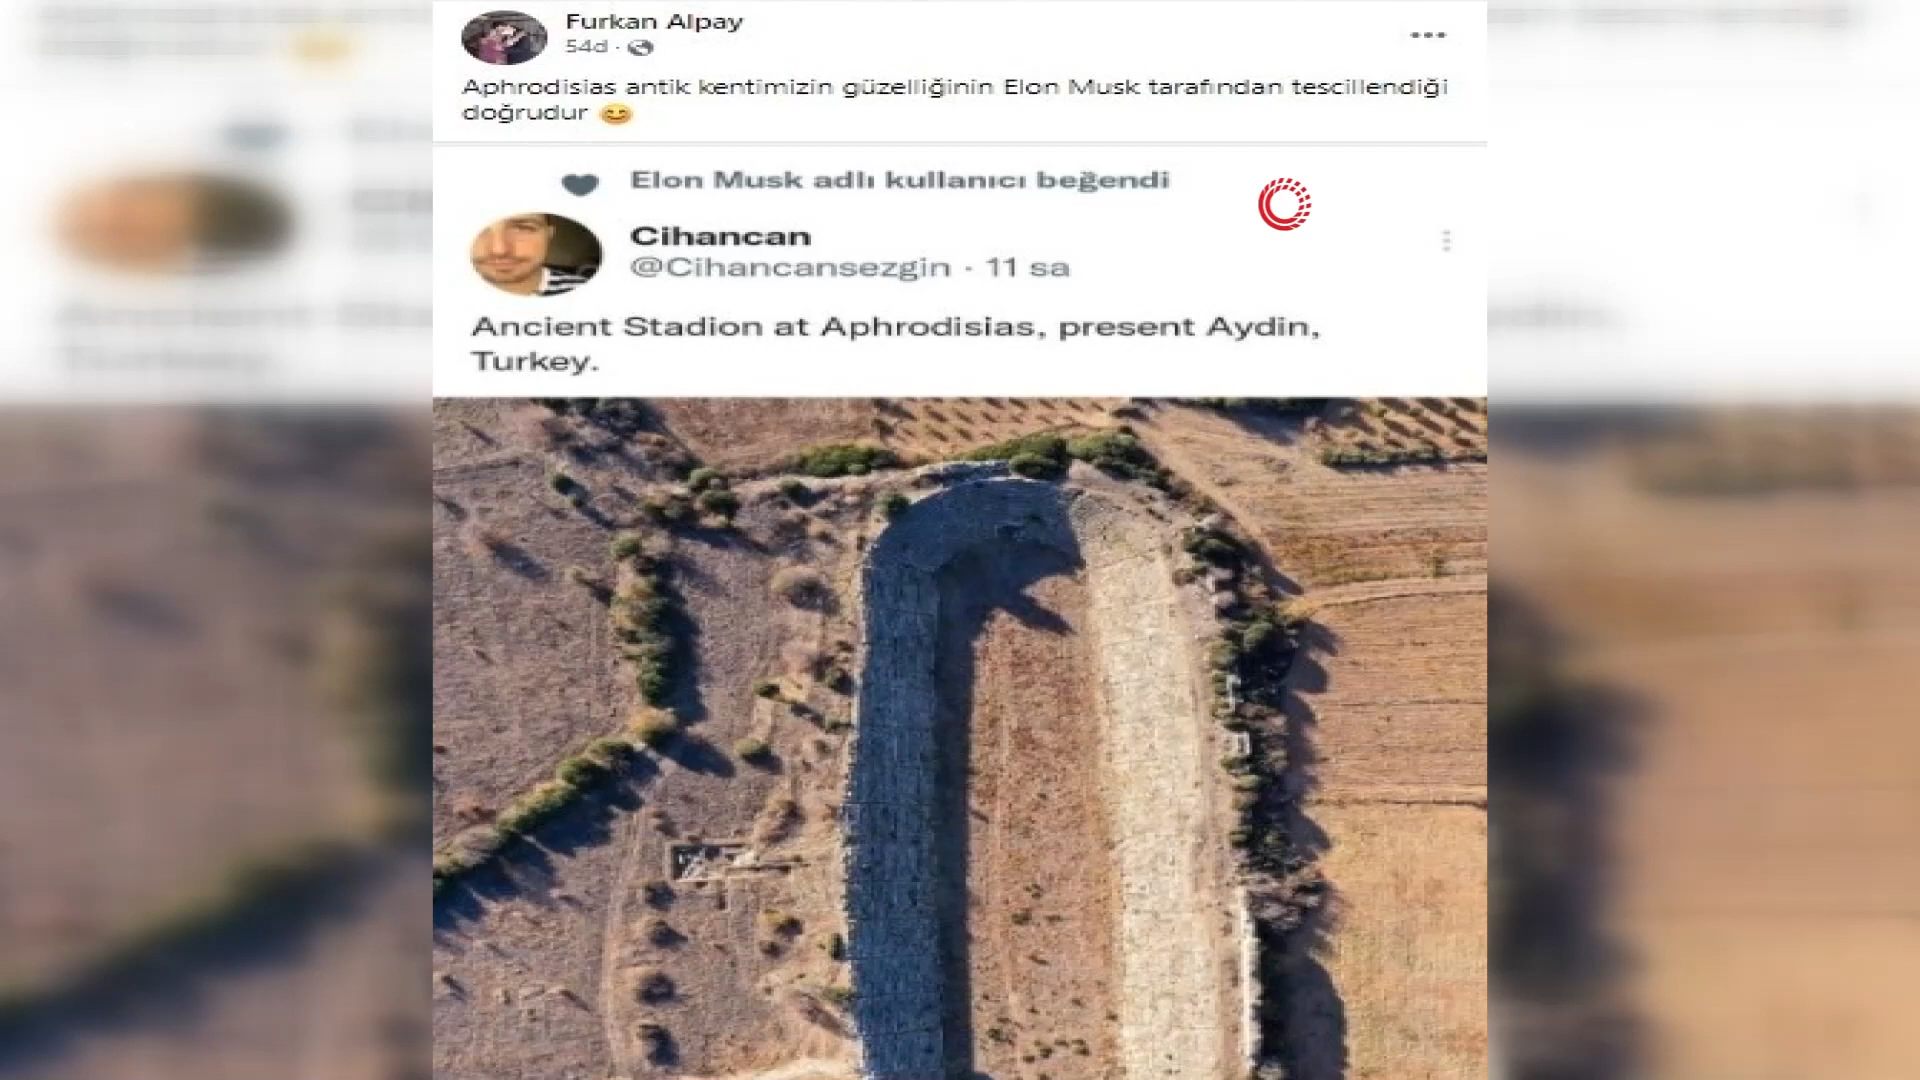 Furkan Alpay
54d ·
Aphrodisias antik kentimizin güzelliğinin Elon Musk tarafından tescillendiği
doğrudur 😊
Elon Musk adlı kullanıcı beğendi
Cihancan
@Cihancansezgin · 11 sa
Ancient Stadion at Aphrodisias, present Aydin,
Turkey.